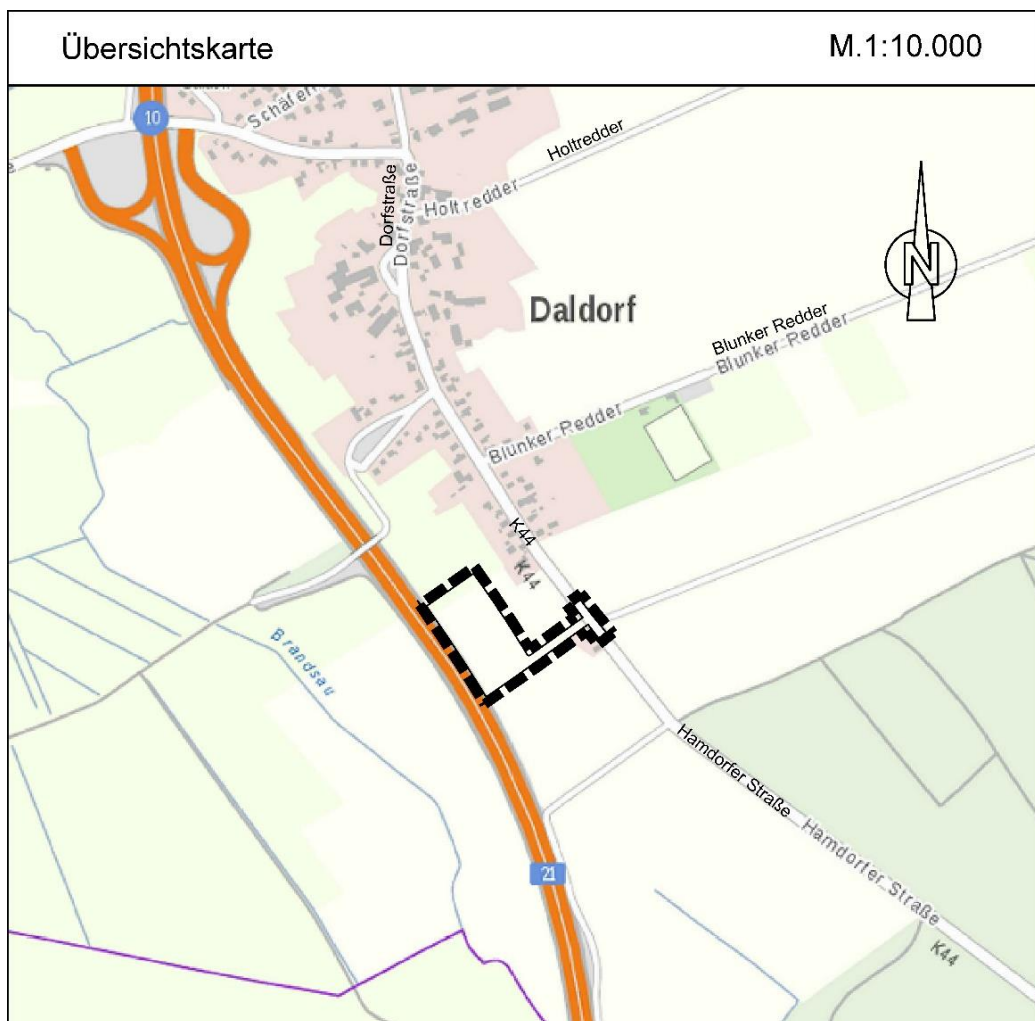 Übersichtskarte
M.1:10.000
10
Schäfer
Holtredder
Holtredder
Dorfstraße
Dorfstraße
Daldorf
Blunker Redder
Blunker Redder
Blunker Redder
K44
K44
Brandsau
N
Hamdorfer Straße
Hamdorfer Straße
21
K44